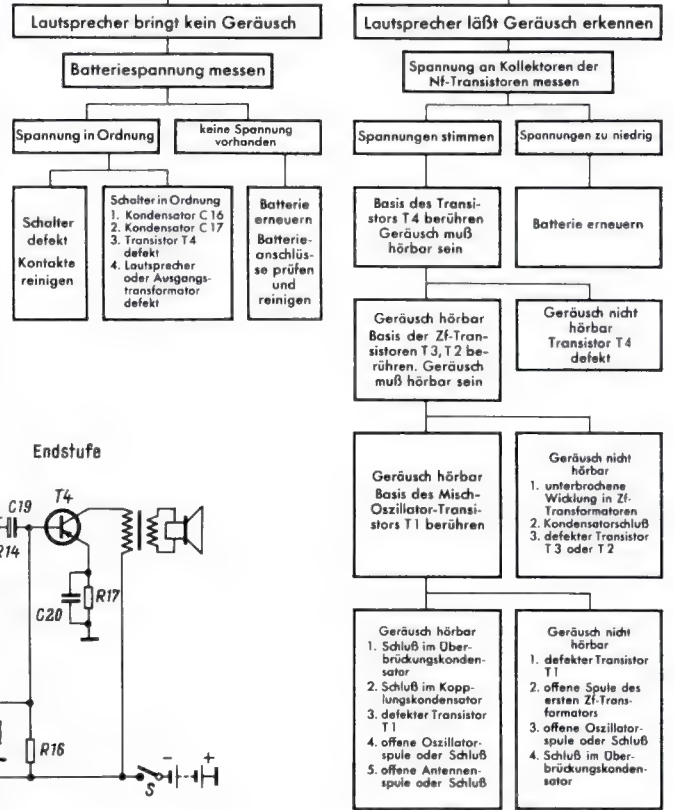 Lautsprecher bringt kein Geräusch
Batteriespannung messen
Spannung in Ordnung
keine Spannung
vorhanden
Schalter
defekt
Kontakte
reinigen
Schalter in Ordnung
1. Kondensator C 16
2. Kondensator C 17
3. Transistor T4
defekt
4. Lautsprecher
oder Ausgangs-
transformator
defekt
Batterie
erneuern
Batterie-
anschlüs-
se prüfen
und
reinigen
Lautsprecher läßt Geräusch erkennen
Spannung an Kollektoren der
Nf-Transistoren messen
Spannungen stimmen
Spannungen zu niedrig
Basis des Transi-
stors T4 berühren
Geräusch muß
hörbar sein
Batterie erneuern
Geräusch hörbar
Basis der Zf-Tran-
sistoren T3, T2 be-
rühren. Geräusch
muß hörbar sein
Geräusch nicht
hörbar
Transistor T4
defekt
Geräusch hörbar
Basis des Misch-
Oszillator-Transi-
stors T1 berühren
Geräusch nicht
hörbar
1. unterbrochene
Wicklung in Zf-
Transformatoren
2. Kondensatorschluß
3. defekter Transistor
T3 oder T2
Geräusch hörbar
1. Schluß im Über-
brückungskonden-
sator
2. Schluß im Kopp-
lungskondensator
3. defekter Transistor
T1
4. offene Oszillator-
spule oder Schluß
5. offene Antennen-
spule oder Schluß
Geräusch nicht
hörbar
1. defekter Transistor
T1
2. offene Spule des
ersten Zf-Trans-
formators
3. offene Oszillator-
spule oder Schluß
4. Schluß im Über-
brückungskonden-
sator
Endstufe
C19
T4
R14
C20
R17
R16
S
- +